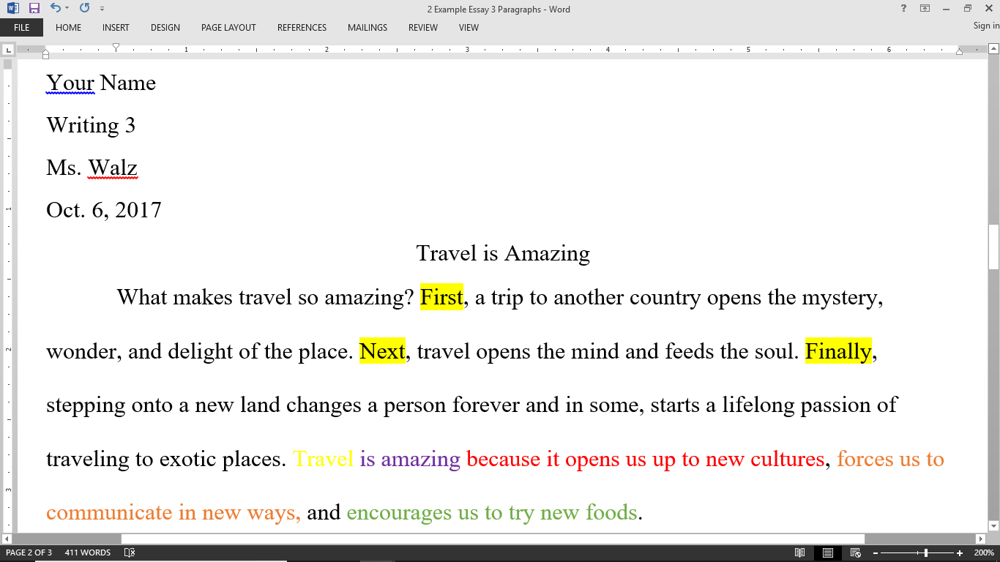 2 Example Essay 3 Paragraphs - Word
?
FILE HOME INSERT DESIGN PAGE LAYOUT REFERENCES MAILINGS REVIEW VIEW Sign in
L 1 2 3 4 5 6
Your Name
Writing 3
Ms. Walz
Oct. 6, 2017
1
Travel is Amazing
What makes travel so amazing? First, a trip to another country opens the mystery,
2
wonder, and delight of the place. Next, travel opens the mind and feeds the soul. Finally,
stepping onto a new land changes a person forever and in some, starts a lifelong passion of
traveling to exotic places. Travel is amazing because it opens us up to new cultures, forces us to
3
communicate in new ways, and encourages us to try new foods.
PAGE 2 OF 3 411 WORDS 200%